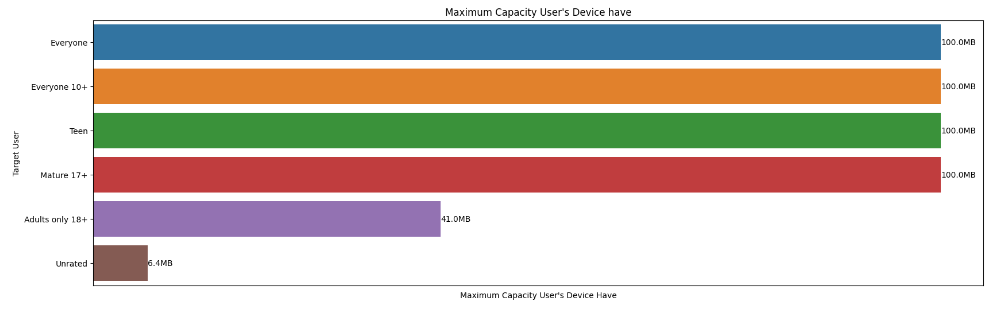 Maximum Capacity User's Device have
Target User
Everyone
100.0MB
Everyone 10+
100.0MB
Teen
100.0MB
Mature 17+
100.0MB
Adults only 18+
41.0MB
Unrated
6.4MB
Maximum Capacity User's Device Have